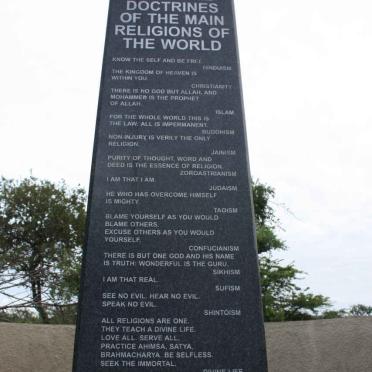 DOCTRINES
OF THE MAIN
RELIGIONS OF
THE WORLD
KNOW THE SELF AND BE FREE.
HINDUISM
THE KINGDOM OF HEAVEN IS
WITHIN YOU.
CHRISTIANITY
THERE IS NO GOD BUT ALLAH, AND
MOHAMMED IS THE PROPHET
OF ALLAH.
ISLAM
FOR THE WHOLE WORLD THIS IS
THE LAW: ALL IS IMPERMANENT.
BUDDHISM
NON-INJURY IS VERILY THE ONLY
RELIGION.
JAINISM
PURITY OF THOUGHT, WORD AND
DEED IS THE ESSENCE OF RELIGION.
ZOROASTRIANISM
I AM THAT I AM.
JUDAISM
HE WHO HAS OVERCOME HIMSELF
IS MIGHTY.
TAOISM
BLAME YOURSELF AS YOU WOULD
BLAME OTHERS.
EXCUSE OTHERS AS YOU WOULD
YOURSELF.
CONFUCIANISM
THERE IS BUT ONE GOD AND HIS NAME
IS TRUTH: WONDERFUL IS THE GURU.
SIKHISM
I AM THAT REAL.
SUFISM
SEE NO EVIL. HEAR NO EVIL.
SPEAK NO EVIL.
SHINTOISM
ALL RELIGIONS ARE ONE.
THEY TEACH A DIVINE LIFE.
LOVE ALL. SERVE ALL.
PRACTICE AHIMSA, SATYA,
BRAHMACHARYA. BE SELFLESS.
SEEK THE IMMORTAL.
DIVINE LIFE